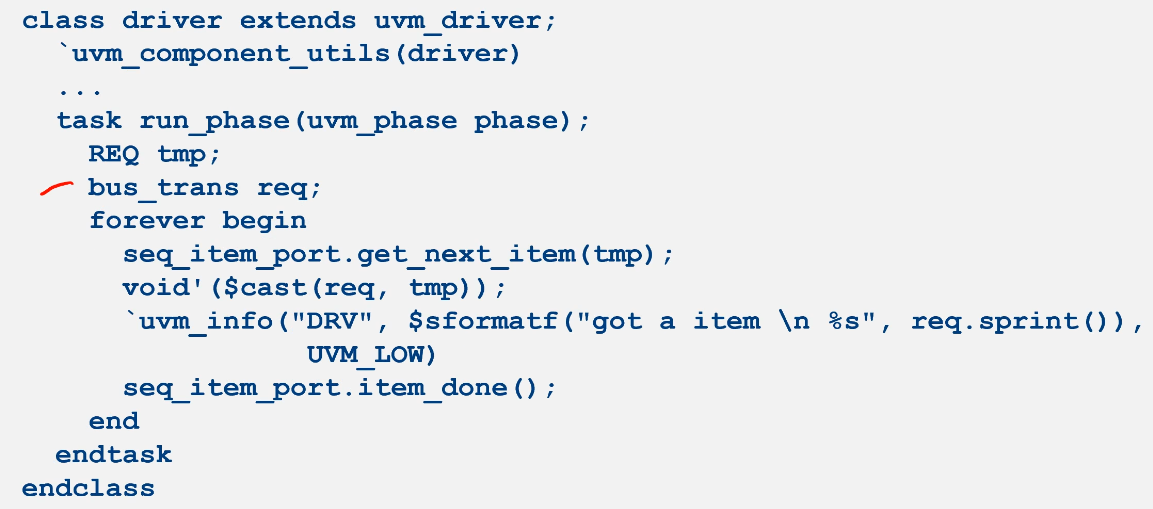 class driver extends uvm_driver;
`uvm_component_utils(driver)
...
task run_phase(uvm_phase phase);
REQ tmp;
bus_trans req;
forever begin
seq_item_port.get_next_item(tmp);
void'($cast(req, tmp));
`uvm_info("DRV", $sformatf("got a item \n %s", req.sprint()),
UVM_LOW)
seq_item_port.item_done();
end
endtask
endclass